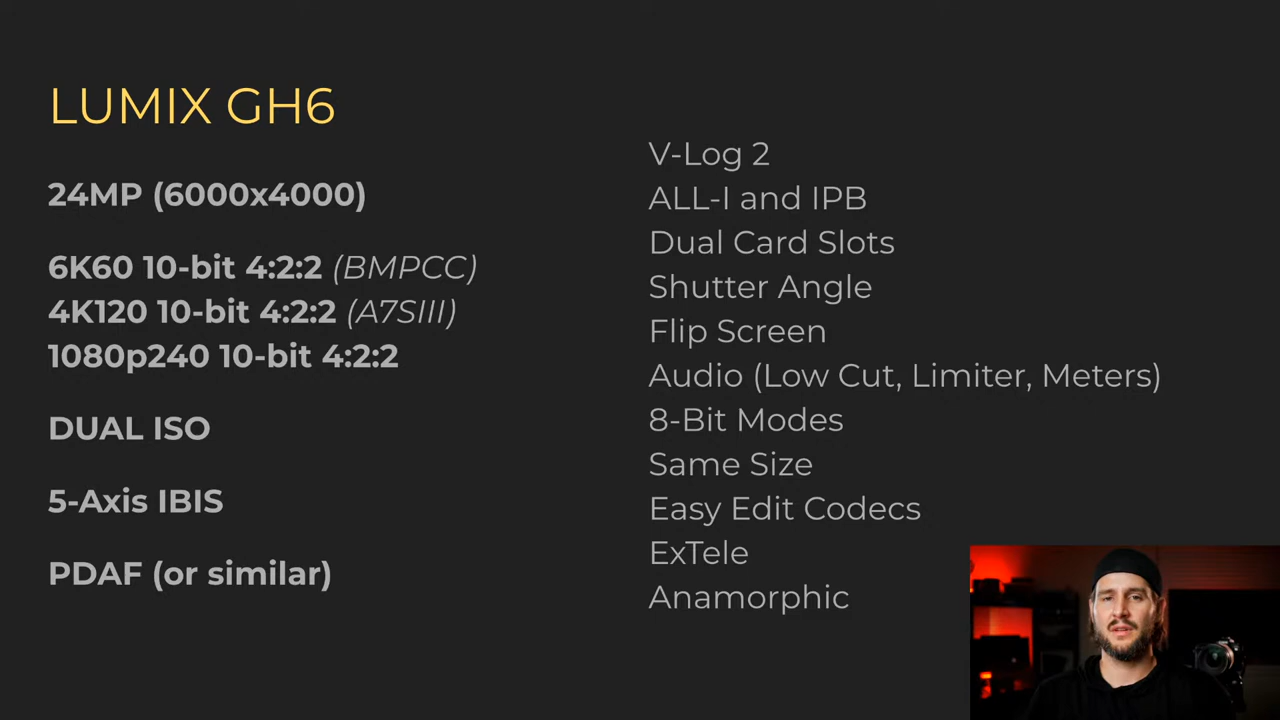 LUMIX GH6
24MP (6000x4000)
6K60 10-bit 4:2:2 (BMPCC)
4K120 10-bit 4:2:2 (A7SIII)
1080p240 10-bit 4:2:2
DUAL ISO
5-Axis IBIS
PDAF (or similar)
V-Log 2
ALL-I and IPB
Dual Card Slots
Shutter Angle
Flip Screen
Audio (Low Cut, Limiter, Meters)
8-Bit Modes
Same Size
Easy Edit Codecs
ExTele
Anamorphic